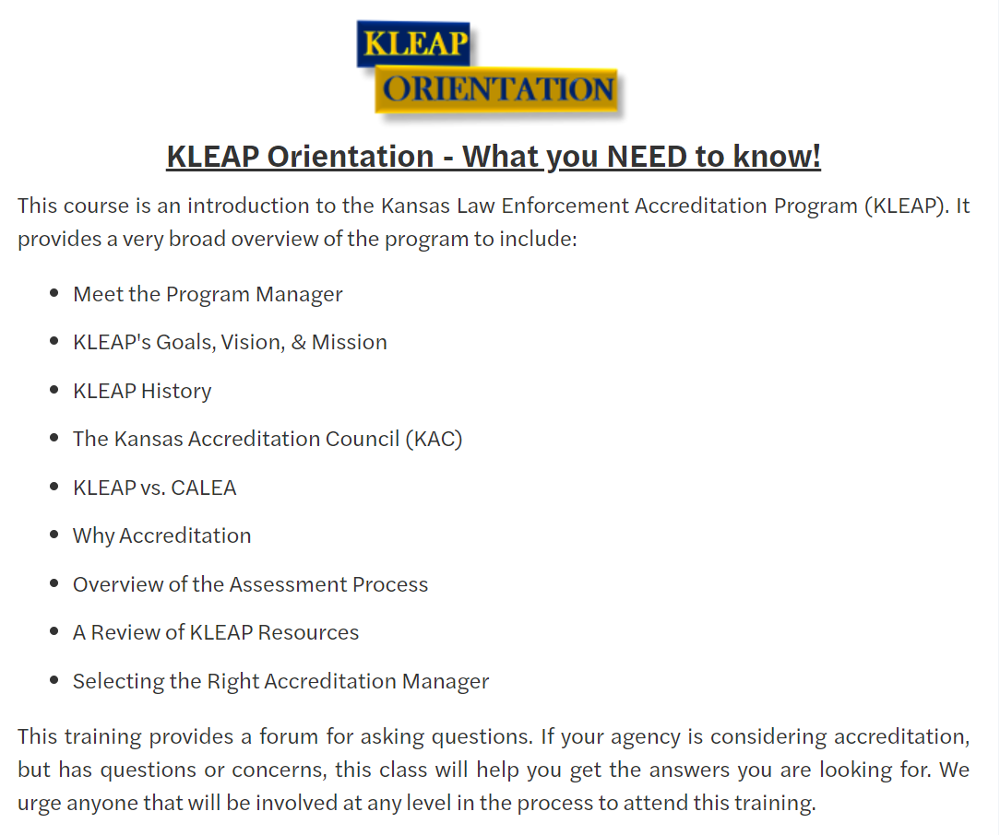 KLEAP
ORIENTATION
KLEAP Orientation - What you NEED to know!
This course is an introduction to the Kansas Law Enforcement Accreditation Program (KLEAP). It
provides a very broad overview of the program to include:
• Meet the Program Manager
• KLEAP's Goals, Vision, & Mission
• KLEAP History
• The Kansas Accreditation Council (KAC)
• KLEAP vs. CALEA
• Why Accreditation
• Overview of the Assessment Process
• A Review of KLEAP Resources
• Selecting the Right Accreditation Manager
This training provides a forum for asking questions. If your agency is considering accreditation,
but has questions or concerns, this class will help you get the answers you are looking for. We
urge anyone that will be involved at any level in the process to attend this training.